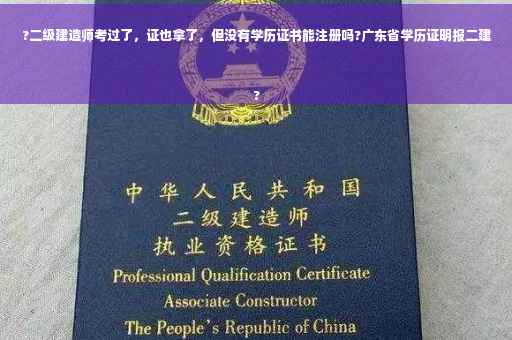 ?二级建造师考过了，证也拿了，但没有学历证书能注册吗?广东省学历证明报二建
?
中华人民共和国
二级建造师
执业资格证书
Professional Qualification Certificate
Associate Constructor
The People's Republic of China